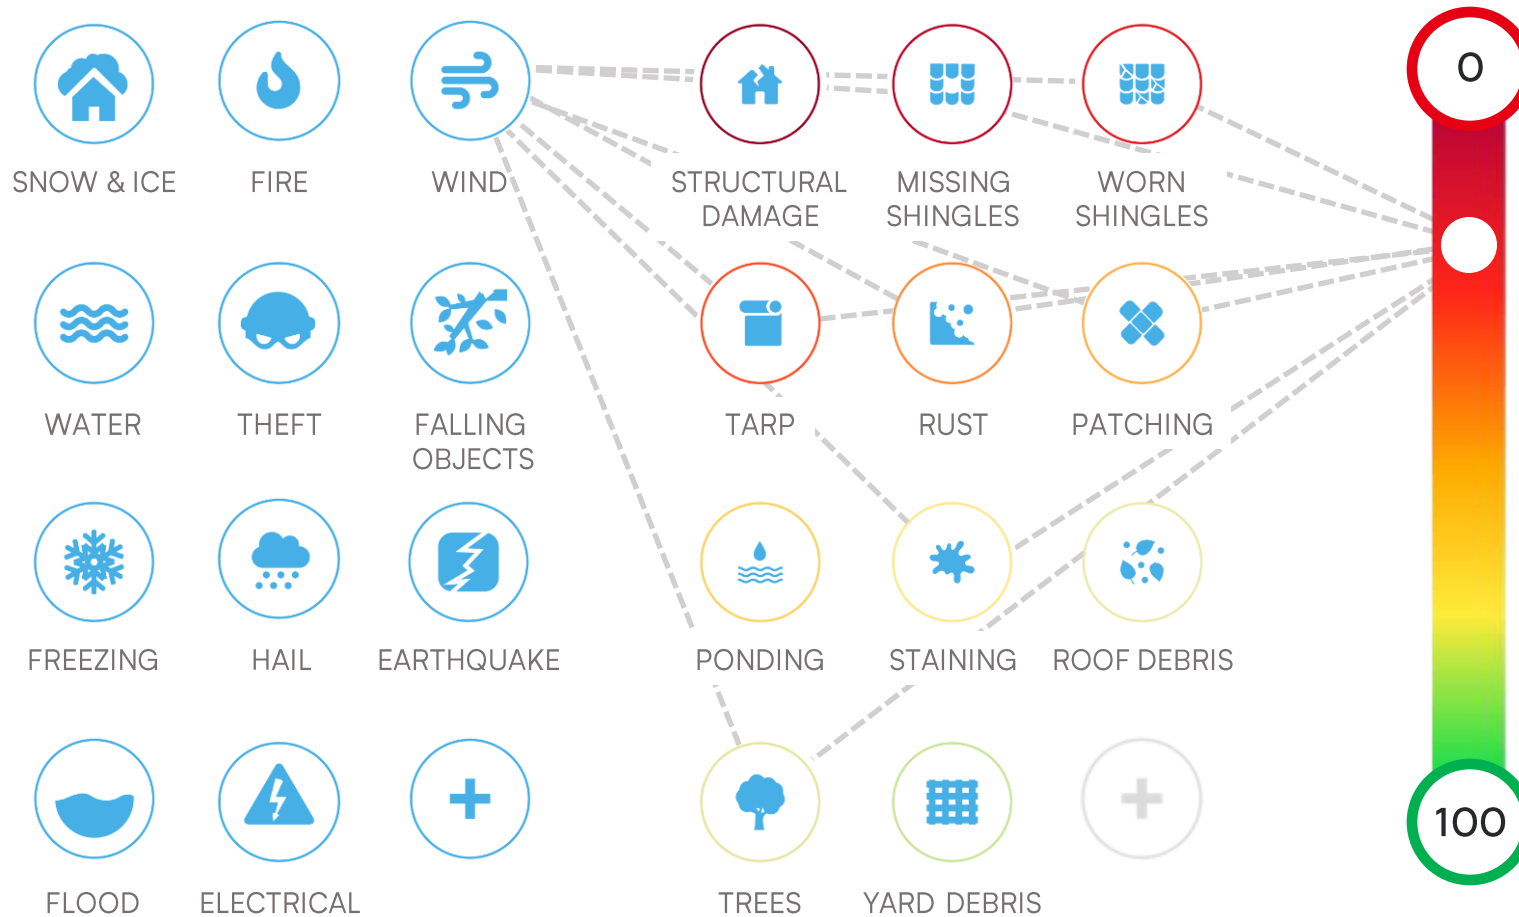 0
SNOW & ICE
FIRE
WIND
STRUCTURAL
DAMAGE
MISSING
SHINGLES
WORN
SHINGLES
WATER
THEFT
FALLING
OBJECTS
TARP
RUST
PATCHING
FREEZING
HAIL
EARTHQUAKE
PONDING
STAINING
ROOF DEBRIS
100
FLOOD
ELECTRICAL
TREES
YARD DEBRIS